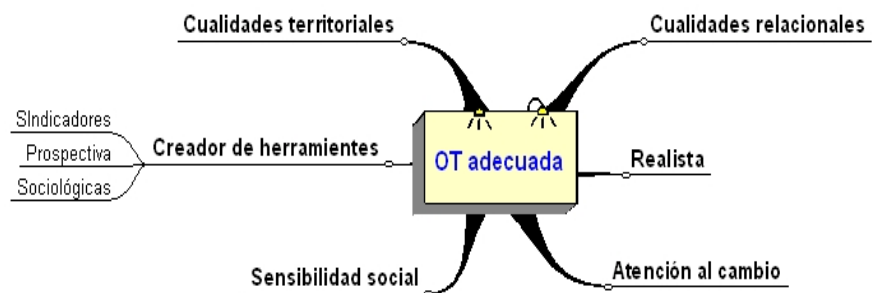 Cualidades territoriales
Cualidades relacionales
SIndicadores
Prospectiva
Sociológicas
Creador de herramientes
OT adecuada
Realista
Sensibilidad social
Atención al cambio